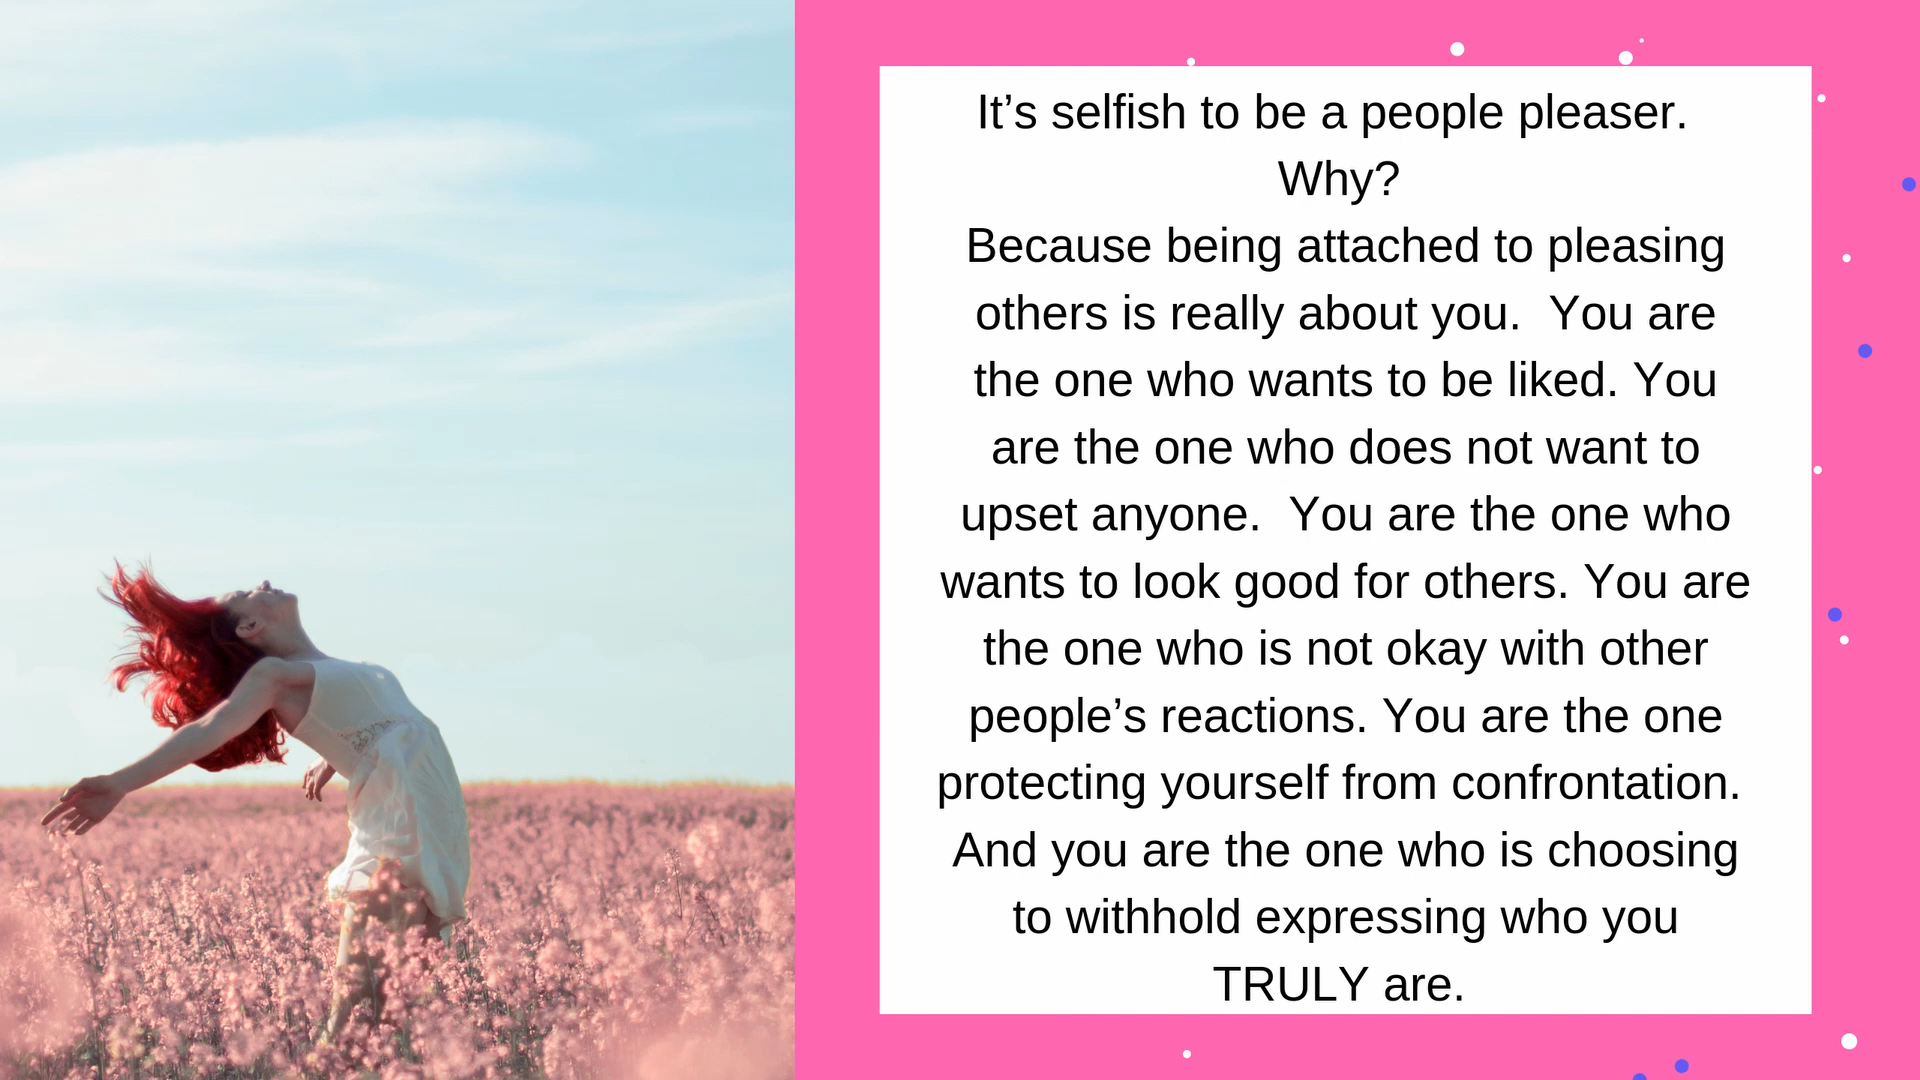 It’s selfish to be a people pleaser.
Why?
Because being attached to pleasing
others is really about you.  You are
the one who wants to be liked. You
are the one who does not want to
upset anyone.  You are the one who
wants to look good for others. You are
the one who is not okay with other
people’s reactions. You are the one
protecting yourself from confrontation.
And you are the one who is choosing
to withhold expressing who you
TRULY are.